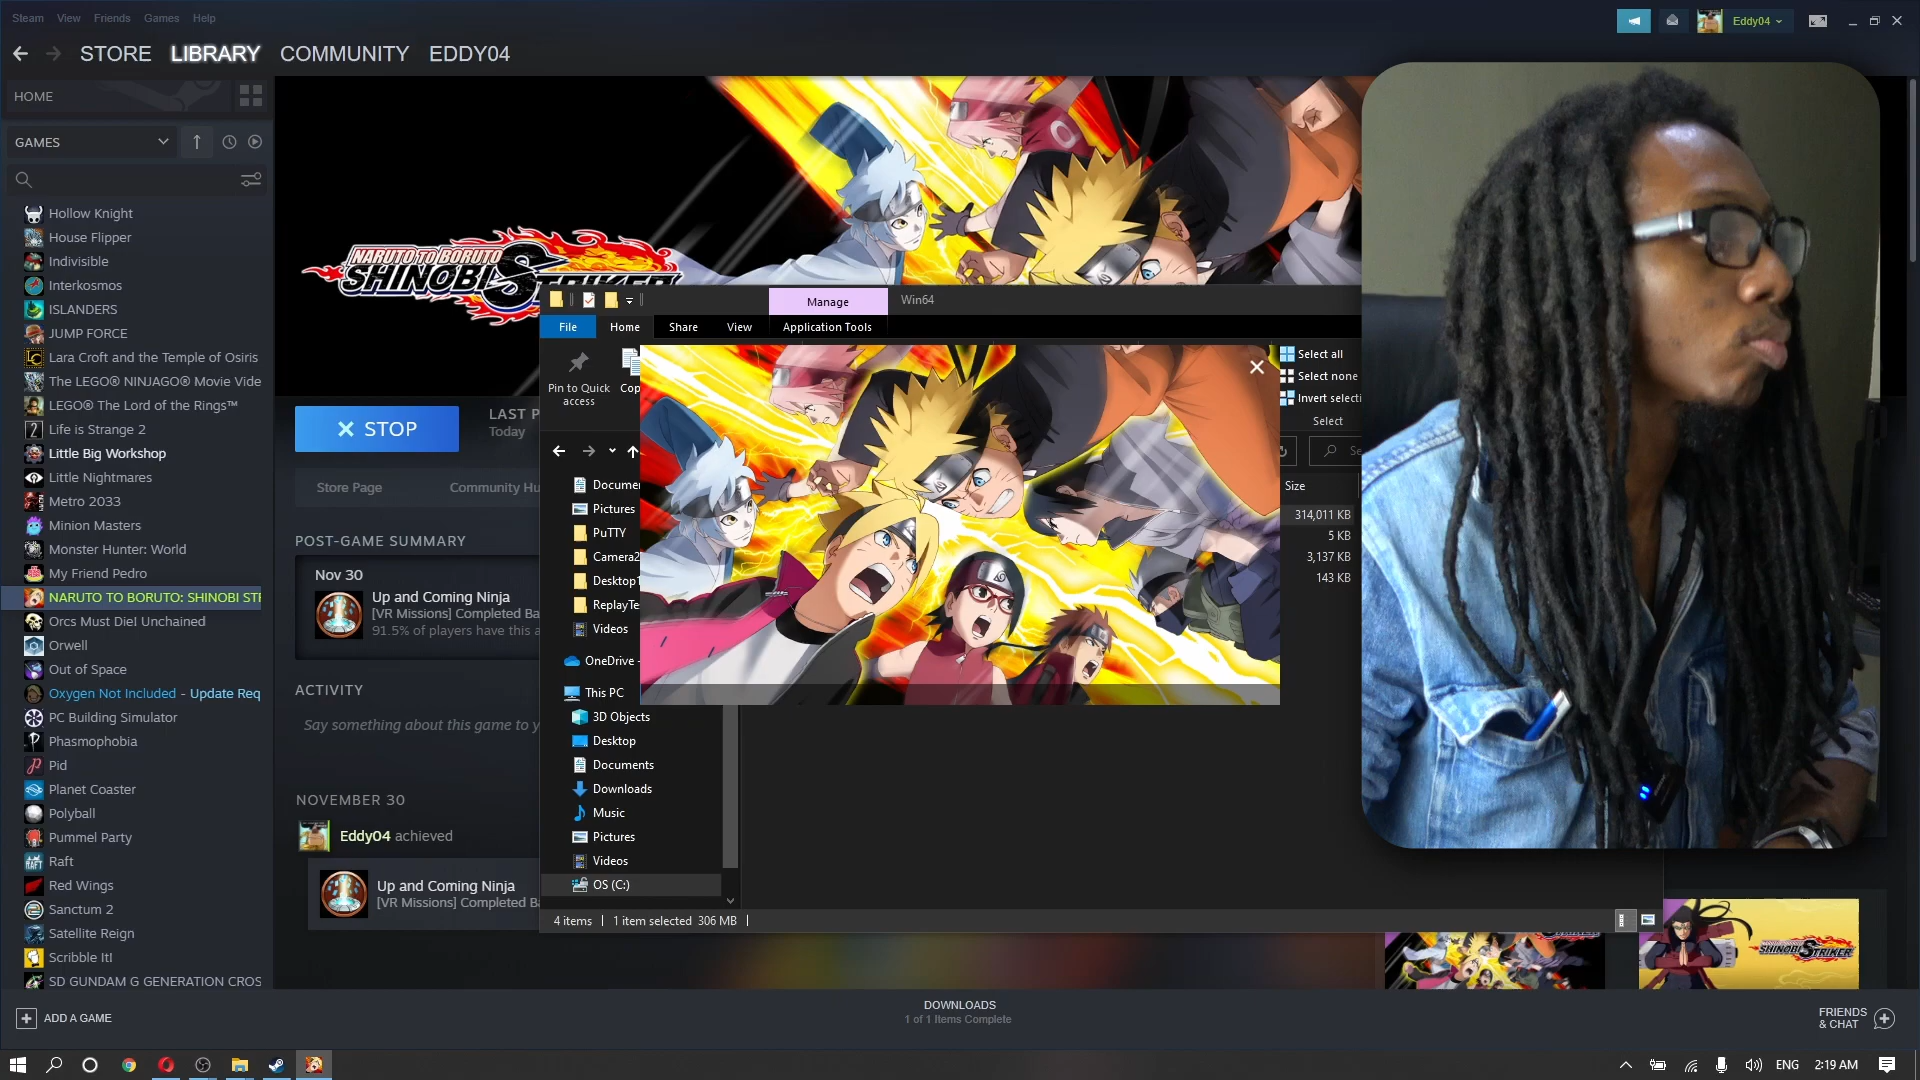 Steam View Friends Games Help
Eddy04
STORE LIBRARY COMMUNITY EDDY04
HOME
GAMES
Hollow Knight
House Flipper
Indivisible
Interkosmos
ISLANDERS
JUMP FORCE
Lara Croft and the Temple of Osiris
The LEGO® NINJAGO® Movie Vide
LEGO® The Lord of the Rings™
Life is Strange 2
Little Big Workshop
Little Nightmares
Metro 2033
Minion Masters
Monster Hunter: World
My Friend Pedro
NARUTO TO BORUTO: SHINOBI STR
Orcs Must Die! Unchained
Orwell
Out of Space
Oxygen Not Included - Update Req
PC Building Simulator
Phasmophobia
Pid
Planet Coaster
Polyball
Pummel Party
Raft
Red Wings
Sanctum 2
Satellite Reign
Scribble It!
SD GUNDAM G GENERATION CROS
NARUTO TO BORUTO
SHINOBI STRIKER
STOP
LAST P
Today
Store Page Community Hu
POST-GAME SUMMARY
Nov 30
Up and Coming Ninja
[VR Missions] Completed Ba
91.5% of players have this a
ACTIVITY
Say something about this game to y
NOVEMBER 30
Eddy04 achieved
Up and Coming Ninja
[VR Missions] Completed B
Manage Win64
File Home Share View Application Tools
Pin to Quick
access
Cop
Select all
Select none
Invert selecti
Select
Se
Size
314,011 KB
5 KB
3,137 KB
143 KB
Docume
Pictures
PuTTY
Camera2
Desktop1
ReplayTe
Videos
OneDrive -
This PC
3D Objects
Desktop
Documents
Downloads
Music
Pictures
Videos
OS (C:)
4 items 1 item selected 306 MB
SHINOBI STRIKER
ADD A GAME
DOWNLOADS
1 of 1 Items Complete
FRIENDS
& CHAT
ENG 2:19 AM